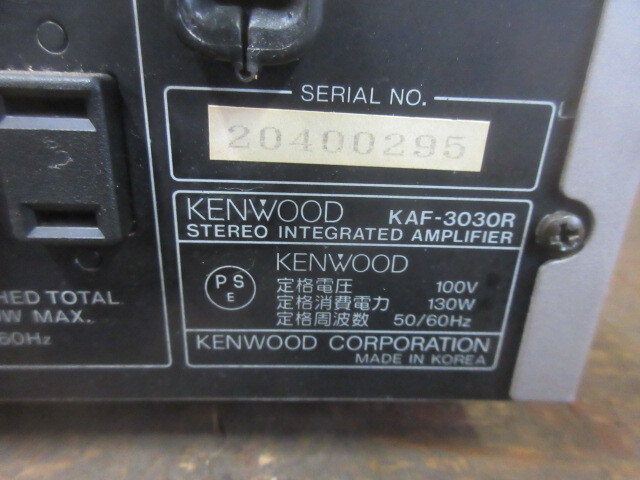 SERIAL NO.
20400295
KENWOOD KAF-3030R
STEREO INTEGRATED AMPLIFIER
PS
E
KENWOOD
定格電圧 100V
定格消費電力 130W
定格周波数 50/60Hz
KENWOOD CORPORATION
MADE IN KOREA
HED TOTAL
W MAX.
60Hz